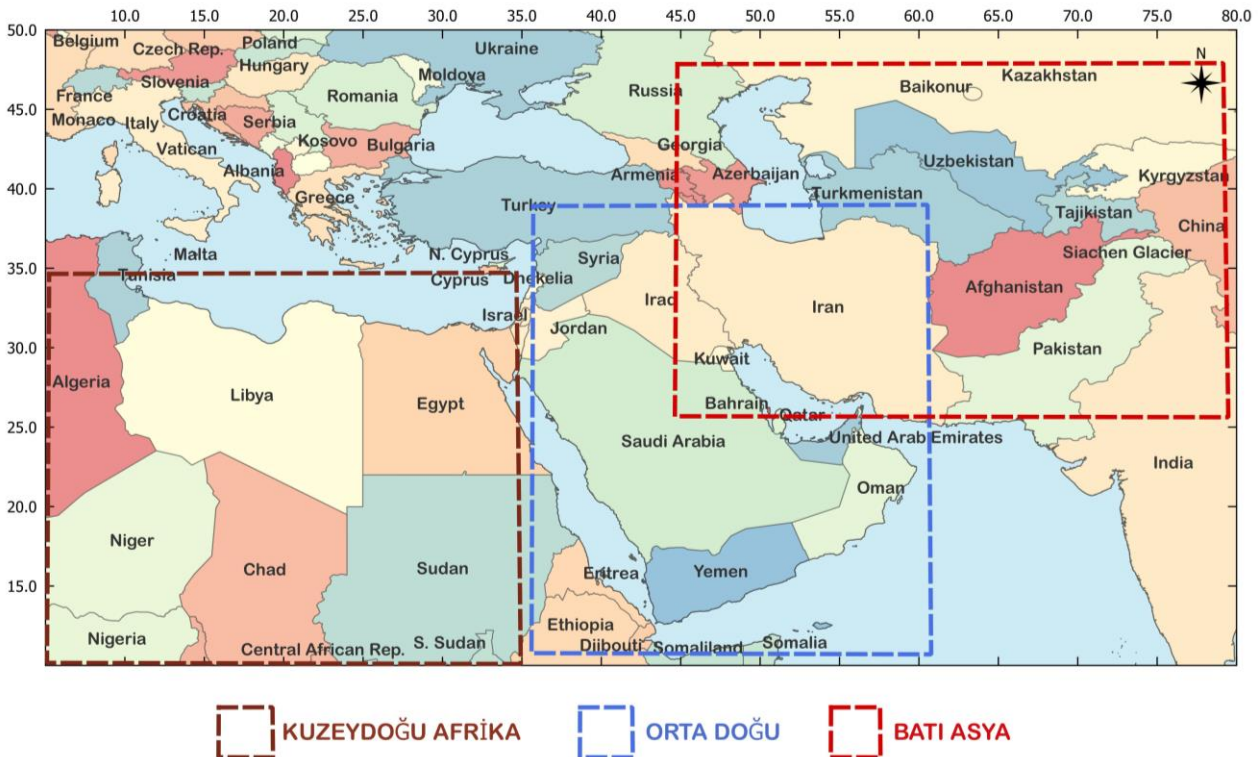 10.0 15.0 20.0 25.0 30.0 35.0 40.0 45.0 50.0 55.0 60.0 65.0 70.0 75.0 80.0
50.0
45.0
40.0
35.0
30.0
25.0
20.0
15.0
N
Belgium
Czech Rep.
Poland
Ukraine
Slovenia
Hungary
Moldova
France
Romania
Russia
Baikonur
Kazakhstan
Monaco
Italy
Croatia
Serbia
Vatican
Kosovo
Bulgaria
Georgia
Albania
Armenia
Azerbaijan
Uzbekistan
Kyrgyzstan
Greece
Turkey
Turkmenistan
Tajikistan
China
Malta
N. Cyprus
Syria
Siachen Glacier
Tunisia
Cyprus
Dhekelia
Afghanistan
Israel
Iraq
Iran
Jordan
Pakistan
Algeria
Libya
Egypt
Kuwait
Bahrain
Qatar
Saudi Arabia
United Arab Emirates
India
Oman
Niger
Chad
Sudan
Eritrea
Yemen
Nigeria
Central African Rep.
S. Sudan
Ethiopia
Djibouti
Somaliland
Somalia
KUZEYDOĞU AFRİKA
ORTA DOĞU
BATI ASYA